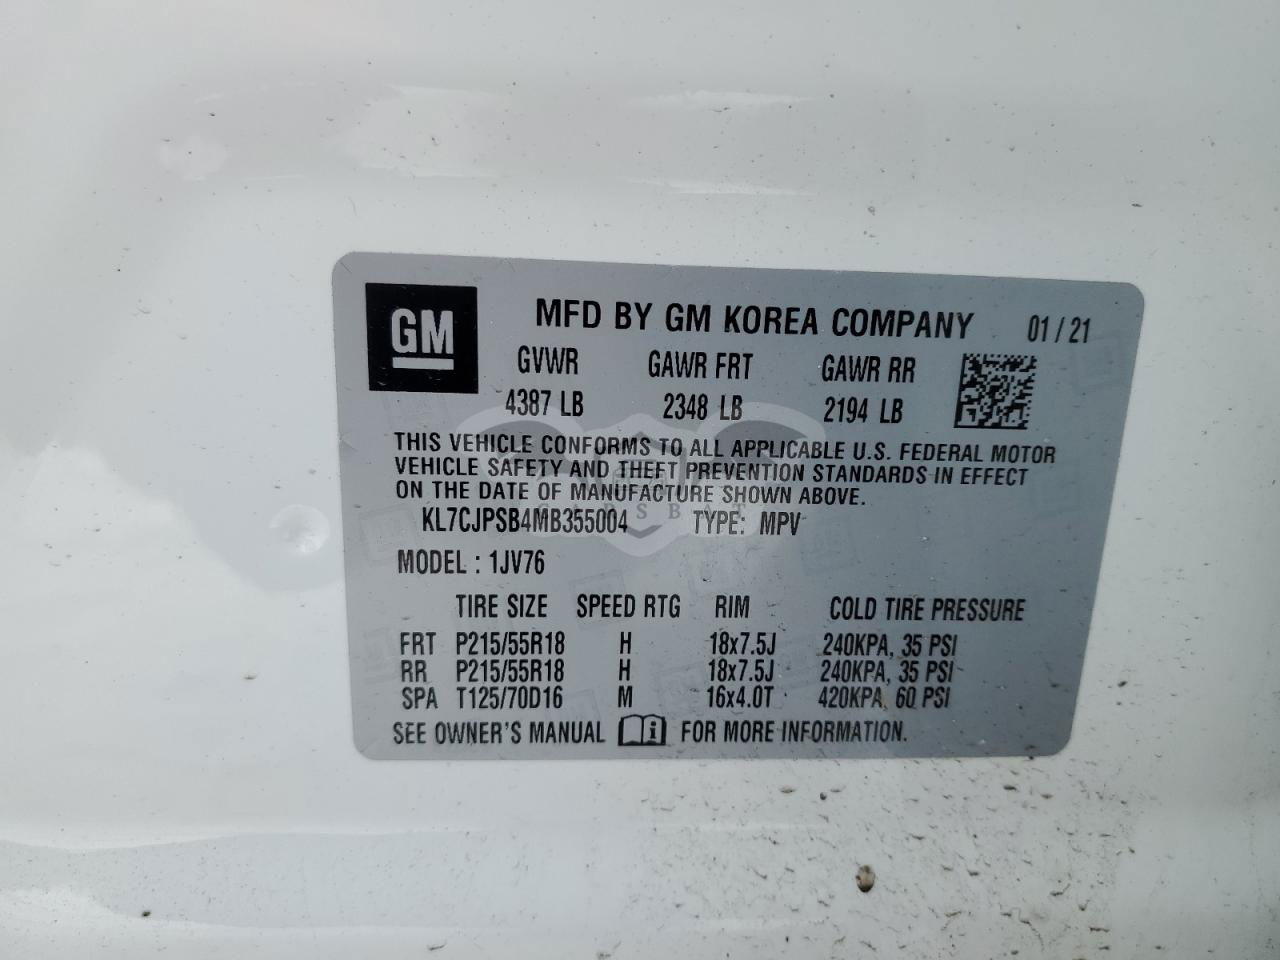 GM
MFD BY GM KOREA COMPANY 01/21
GVWR GAWR FRT GAWR RR
4387 LB 2348 LB 2194 LB
THIS VEHICLE CONFORMS TO ALL APPLICABLE U.S. FEDERAL MOTOR
VEHICLE SAFETY AND THEFT PREVENTION STANDARDS IN EFFECT
ON THE DATE OF MANUFACTURE SHOWN ABOVE.
CARSBAT
KL7CJPSB4MB355004 TYPE: MPV
MODEL : 1JV76
TIRE SIZE SPEED RTG RIM COLD TIRE PRESSURE
FRT P215/55R18 H 18x7.5J 240KPA, 35 PSI
RR P215/55R18 H 18x7.5J 240KPA, 35 PSI
SPA T125/70D16 M 16x4.0T 420KPA, 60 PSI
SEE OWNER'S MANUAL i FOR MORE INFORMATION.